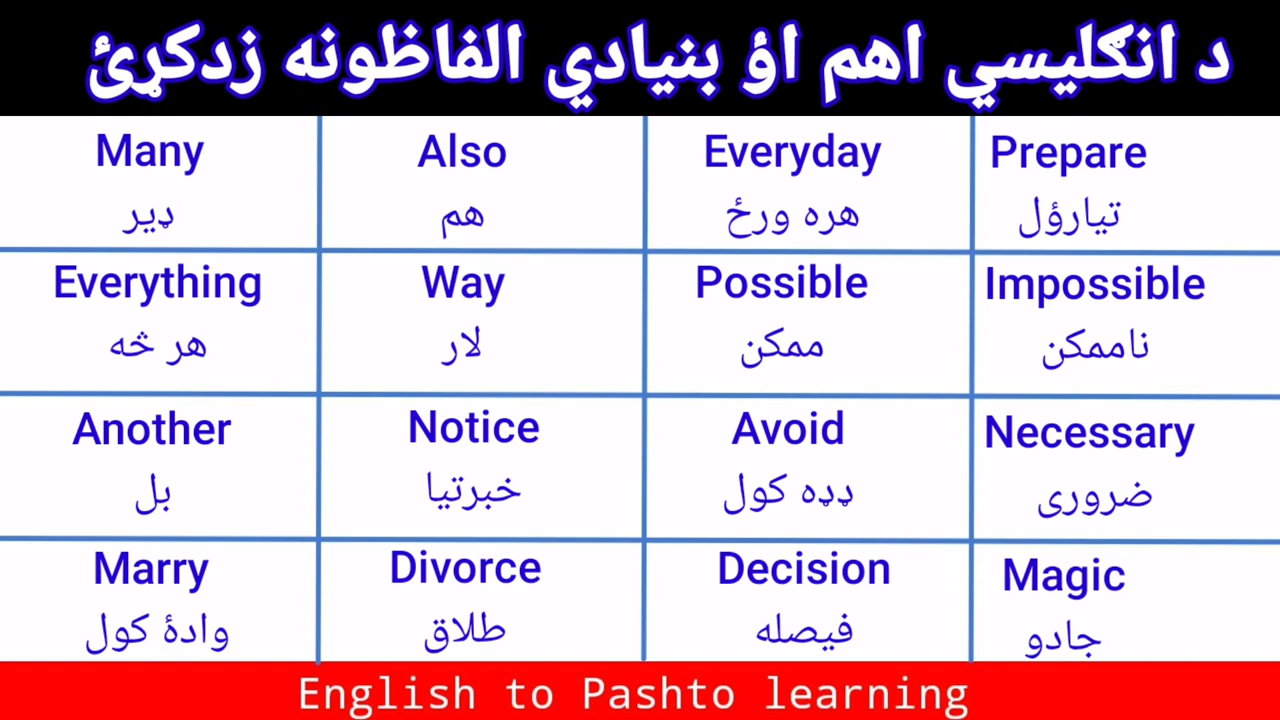 د انګلیسي اهم اؤ بنیادي الفاظونه زدکړئ
Many
ډیر
Also
هم
Everyday
هره ورځ
Prepare
تیارؤل
Everything
هر څه
Way
لار
Possible
ممکن
Impossible
ناممکن
Another
بل
Notice
خبرتیا
Avoid
ډډه کول
Necessary
ضروری
Marry
وادۀ کول
Divorce
طلاق
Decision
فیصله
Magic
جادو
English to Pashto learning